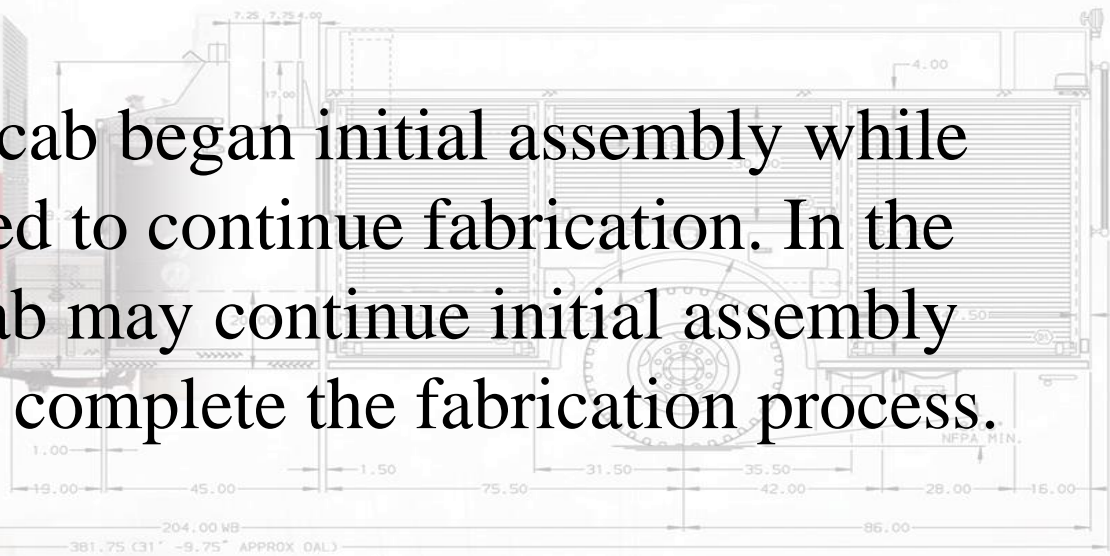 7.25 7.75 4.00
4.00
17.00
cab began initial assembly while
ed to continue fabrication. In the
ab may continue initial assembly
complete the fabrication process.
NFPA MIN.
1.00 1.50 31.50 35.50
19.00 45.00 75.50 42.00 28.00 16.00
204.00 WB 86.00
381.75 (31' -9.75" APPROX OAL)